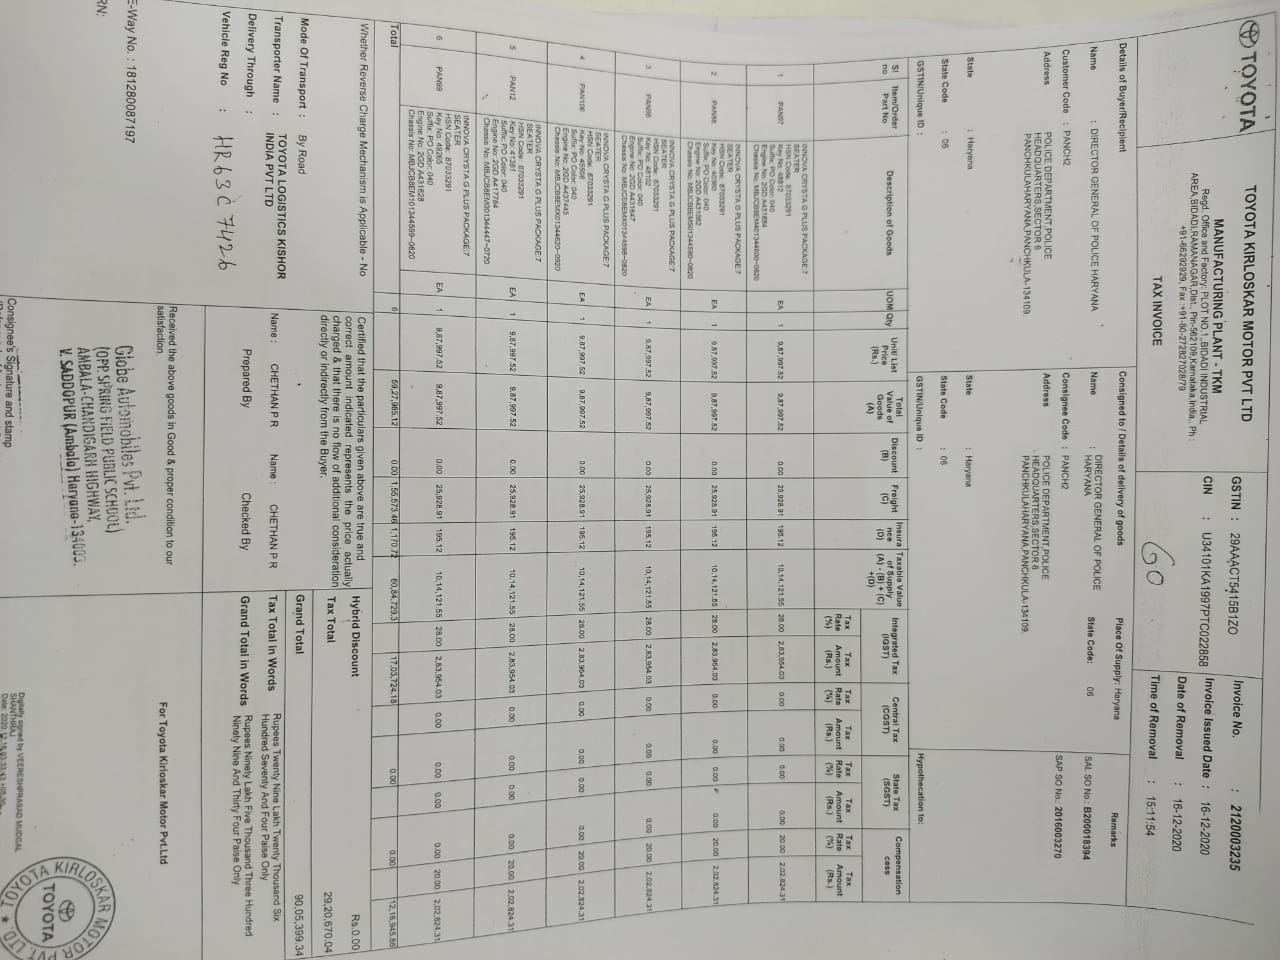 TOYOTA
TOYOTA KIRLOSKAR MOTOR PVT LTD
MANUFACTURING PLANT - TKM
Regd. Office and Factory: PLOT NO.1,,BIDADI INDUSTRIAL
AREA,BIDADI,RAMANAGAR,Dist., Pin-562109,Karnataka,India,. Ph :
+91-66292929, Fax :+91-80-272827028/79
TAX INVOICE
GSTIN : 29AAACT5415B1ZO
CIN : U34101KA1997PTC022858
GO
Invoice No. : 2120003235
Invoice Issued Date : 16-12-2020
Date of Removal : 16-12-2020
Time of Removal : 15:11:54
Details of Buyer/Recipient
Name : DIRECTOR GENERAL OF POLICE HARYANA
Customer Code : PANCH2
Address POLICE DEPARTMENT,POLICE
HEADQUARTERS,SECTOR 6
PANCHKULAHARYANA,PANCHKULA-134109.
State : Haryana
State Code : 06
GSTIN/Unique ID :
Consigned to / Details of delivery of goods
Name : DIRECTOR GENERAL OF POLICE
HARYANA
Consignee Code : PANCH2
Address POLICE DEPARTMENT,POLICE
HEADQUARTERS,SECTOR 6
PANCHKULAHARYANA,PANCHKULA-134109.
State : Haryana
State Code : 06
GSTIN/Unique ID :
Place Of Supply: Haryana
State Code: 06
Remarks
SAL SO No.: B200018394
SAP SO No.: 2016003270
Hypothecation to:
Sl no Item/Order Part No Description of Goods UOM Qty Unit/ List Price (Rs.) Total Value of Goods (A) Discount (B) Freight (C) Insura nce (D) Taxable Value of Supply (A) - (B) + (C) +(D) Integrated Tax (IGST) Central Tax (CGST) State Tax (SGST) Compensation cess
Tax Rate (%) Tax Amount (Rs.) Tax Rate (%) Tax Amount (Rs.) Tax Rate (%) Tax Amount (Rs.) Tax Rate (%) Tax Amount (Rs.)
INNOVA CRYSTA G PLUS PACKAGE:7
SEATER
HSN Code: 87033291
Key No: 48812
1 PAN97 EA 1 9,87,997.52 9,87,997.52 0.00 25,928.91 195.12 10,14,121.55 28.00 2,83,954.03 0.00 0.00 0.00 0.00 20.00 2,02,824.31
Suffix: PO Color: 040
Engine No: 2GD A431654
Chassis No: MBJCB8EM401344600-0820
INNOVA CRYSTA G PLUS PACKAGE:7
SEATER
HSN Code: 87033291
2 PAN88 Key No: 40360 EA 1 9,87,997.52 9,87,997.52 0.00 25,928.91 195.12 10,14,121.55 28.00 2,83,954.03 0.00 0.00 0.00 0.00 20.00 2,02,824.31
Suffix: PO Color: 040
Engine No: 2GD A431062
Chassis No: MBJCB8EM501344590-0820
INNOVA CRYSTA G PLUS PACKAGE:7
SEATER
HSN Code: 87033291
3 PAN96 Key No: 48102 EA 1 9,87,997.52 9,87,997.52 0.00 25,928.91 195.12 10,14,121.55 28.00 2,83,954.03 0.00 0.00 0.00 0.00 20.00 2,02,824.31
Suffix: PO Color: 040
Engine No: 2GD A431647
Chassis No: MBJCB8EMX01344598-0820
INNOVA CRYSTA G PLUS PACKAGE:7
SEATER
HSN Code: 87033291
4 PAN106 Key No: 45508 EA 1 9,87,997.52 9,87,997.52 0.00 25,928.91 195.12 10,14,121.55 28.00 2,83,954.03 0.00 0.00 0.00 0.00 20.00 2,02,824.31
Suffix: PO Color: 040
Engine No: 2GD A437445
Chassis No: MBJCB8EMX01344620-0920
INNOVA CRYSTA G PLUS PACKAGE:7
SEATER
HSN Code: 87033291
5 PAN12 Key No: 41381 EA 1 9,87,997.52 9,87,997.52 0.00 25,928.91 195.12 10,14,121.55 28.00 2,83,954.03 0.00 0.00 0.00 0.00 20.00 2,02,824.31
Suffix: PO Color: 040
Engine No: 2GD A417784
Chassis No: MBJCB8EM001344447-0720
INNOVA CRYSTA G PLUS PACKAGE:7
SEATER
HSN Code: 87033291
6 PAN99 Key No: 49265 EA 1 9,87,997.52 9,87,997.52 0.00 25,928.91 195.12 10,14,121.55 28.00 2,83,954.03 0.00 0.00 0.00 0.00 20.00 2,02,824.31
Suffix: PO Color: 040
Engine No: 2GD A431628
Chassis No: MBJCB8EM101344599-0820
Total 6 59,27,985.12 0.00 1,55,573.46 1,170.72 60,84,729.3 17,03,724.18 0.00 0.00 12,16,945.86
Whether Reverse Charge Mechanism is Applicable - No
Mode Of Transport : By Road
Transporter Name : TOYOTA LOGISTICS KISHOR
INDIA PVT LTD
Delivery Through :
Vehicle Reg No : HR63C 7426
Certified that the particulars given above are true and
correct amount indicated represents the price actually
charged & that there is no flow of additional consideration
directly or indirectly from the Buyer.
Name : CHETHAN P R Name : CHETHAN P R
Prepared By Checked By
Hybrid Discount Rs.0.00
Tax Total 29,20,670.04
Grand Total 90,05,399.34
Tax Total in Words Rupees Twenty Nine Lakh Twenty Thousand Six
Hundred Seventy And Four Paise Only
Grand Total in Words Rupees Ninety Lakh Five Thousand Three Hundred
Ninety Nine And Thirty Four Paise Only
E-Way No. : 181280087197
RN:
Received the above goods in Good & proper condition to our
satisfaction.
Globe Automobiles Pvt. Ltd.
(OPP. SPRING FIELD PUBLIC SCHOOL)
AMBALA-CHANDIGARH HIGHWAY,
V. SADDOPUR (Ambala) Haryana-134003.
Consignee's Signature and stamp
For Toyota Kirloskar Motor Pvt.Ltd
TOYOTA KIRLOSKAR MOTOR PVT. LTD.
TOYOTA
Digitally signed by VEERESHPRASAD MUDGAL
SHANTHRAJ